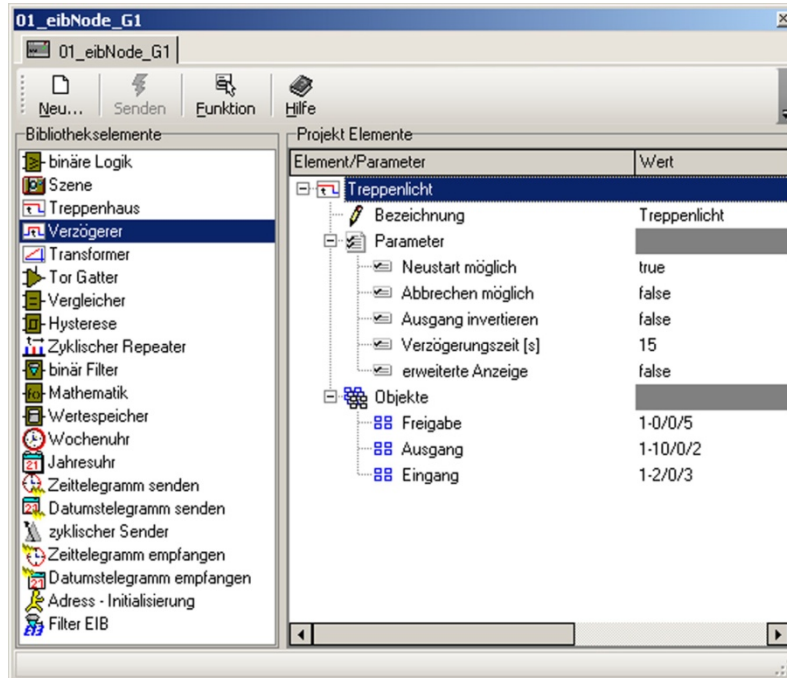 01_eibNode_G1
01_eibNode_G1
Neu... Senden Funktion Hilfe
Bibliothekselemente
binäre Logik
Szene
Treppenhaus
Verzögerer
Transformer
Tor Gatter
Vergleicher
Hysterese
Zyklischer Repeater
binär Filter
Mathematik
Wertespeicher
Wochenuhr
Jahresuhr
Zeittelegramm senden
Datumstelegramm senden
zyklischer Sender
Zeittelegramm empfangen
Datumstelegramm empfangen
Adress - Initialisierung
Filter EIB
Projekt Elemente
Element/Parameter Wert
Treppenlicht
Bezeichnung Treppenlicht
Parameter
Neustart möglich true
Abbrechen möglich false
Ausgang invertieren false
Verzögerungszeit [s] 15
erweiterte Anzeige false
Objekte
Freigabe 1-0/0/5
Ausgang 1-10/0/2
Eingang 1-2/0/3